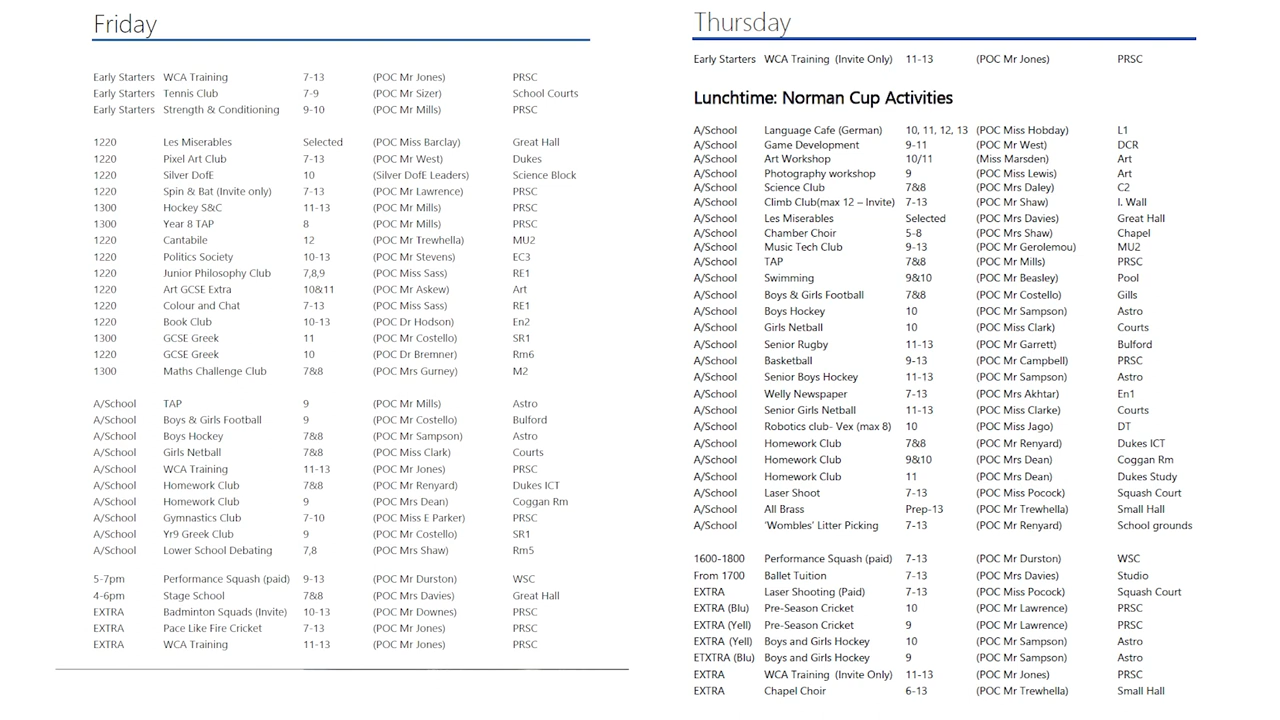 Friday
Early Starters WCA Training 7-13 (POC Mr Jones) PRSC
Early Starters Tennis Club 7-9 (POC Mr Sizer) School Courts
Early Starters Strength & Conditioning 9-10 (POC Mr Mills) PRSC
1220 Les Miserables Selected (POC Miss Barclay) Great Hall
1220 Pixel Art Club 7-13 (POC Mr West) Dukes
1220 Silver DofE 10 (Silver DofE Leaders) Science Block
1220 Spin & Bat (Invite only) 7-13 (POC Mr Lawrence) PRSC
1300 Hockey S&C 11-13 (POC Mr Mills) PRSC
1300 Year 8 TAP 8 (POC Mr Mills) PRSC
1220 Cantabile 12 (POC Mr Trewhella) MU2
1220 Politics Society 10-13 (POC Mr Stevens) EC3
1220 Junior Philosophy Club 7,8,9 (POC Miss Sass) RE1
1220 Art GCSE Extra 10&11 (POC Mr Askew) Art
1220 Colour and Chat 7-13 (POC Miss Sass) RE1
1220 Book Club 10-13 (POC Dr Hodson) En2
1300 GCSE Greek 11 (POC Mr Costello) SR1
1220 GCSE Greek 10 (POC Dr Bremner) Rm6
1300 Maths Challenge Club 7&8 (POC Mrs Gurney) M2
A/School TAP 9 (POC Mr Mills) Astro
A/School Boys & Girls Football 9 (POC Mr Costello) Bulford
A/School Boys Hockey 7&8 (POC Mr Sampson) Astro
A/School Girls Netball 7&8 (POC Miss Clark) Courts
A/School WCA Training 11-13 (POC Mr Jones) PRSC
A/School Homework Club 7&8 (POC Mr Renyard) Dukes ICT
A/School Homework Club 9 (POC Mrs Dean) Coggan Rm
A/School Gymnastics Club 7-10 (POC Miss E Parker) PRSC
A/School Yr9 Greek Club 9 (POC Mr Costello) SR1
A/School Lower School Debating 7,8 (POC Mrs Shaw) Rm5
5-7pm Performance Squash (paid) 9-13 (POC Mr Durston) WSC
4-6pm Stage School 7&8 (POC Mrs Davies) Great Hall
EXTRA Badminton Squads (Invite) 10-13 (POC Mr Downes) PRSC
EXTRA Pace Like Fire Cricket 7-13 (POC Mr Jones) PRSC
EXTRA WCA Training 11-13 (POC Mr Jones) PRSC
Thursday
Early Starters WCA Training (Invite Only) 11-13 (POC Mr Jones) PRSC
Lunchtime: Norman Cup Activities
A/School Language Cafe (German) 10, 11, 12, 13 (POC Miss Hobday) L1
A/School Game Development 9-11 (POC Mr West) DCR
A/School Art Workshop 10/11 (Miss Marsden) Art
A/School Photography workshop 9 (POC Miss Lewis) Art
A/School Science Club 7&8 (POC Mrs Daley) C2
A/School Climb Club(max 12 – Invite) 7-13 (POC Mr Shaw) I. Wall
A/School Les Miserables Selected (POC Mrs Davies) Great Hall
A/School Chamber Choir 5-8 (POC Mrs Shaw) Chapel
A/School Music Tech Club 9-13 (POC Mr Gerolemou) MU2
A/School TAP 7&8 (POC Mr Mills) PRSC
A/School Swimming 9&10 (POC Mr Beasley) Pool
A/School Boys & Girls Football 7&8 (POC Mr Costello) Gills
A/School Boys Hockey 10 (POC Mr Sampson) Astro
A/School Girls Netball 10 (POC Miss Clark) Courts
A/School Senior Rugby 11-13 (POC Mr Garrett) Bulford
A/School Basketball 9-13 (POC Mr Campbell) PRSC
A/School Senior Boys Hockey 11-13 (POC Mr Sampson) Astro
A/School Welly Newspaper 7-13 (POC Mrs Akhtar) En1
A/School Senior Girls Netball 11-13 (POC Miss Clarke) Courts
A/School Robotics club- Vex (max 8) 10 (POC Miss Jago) DT
A/School Homework Club 7&8 (POC Mr Renyard) Dukes ICT
A/School Homework Club 9&10 (POC Mrs Dean) Coggan Rm
A/School Homework Club 11 (POC Mrs Dean) Dukes Study
A/School Laser Shoot 7-13 (POC Miss Pocock) Squash Court
A/School All Brass Prep-13 (POC Mr Trewhella) Small Hall
A/School 'Wombles' Litter Picking 7-13 (POC Mr Renyard) School grounds
1600-1800 Performance Squash (paid) 7-13 (POC Mr Durston) WSC
From 1700 Ballet Tuition 7-13 (POC Mrs Davies) Studio
EXTRA Laser Shooting (Paid) 7-13 (POC Miss Pocock) Squash Court
EXTRA (Blu) Pre-Season Cricket 10 (POC Mr Lawrence) PRSC
EXTRA (Yell) Pre-Season Cricket 9 (POC Mr Lawrence) PRSC
EXTRA (Yell) Boys and Girls Hockey 10 (POC Mr Sampson) Astro
ETXTRA (Blu) Boys and Girls Hockey 9 (POC Mr Sampson) Astro
EXTRA WCA Training (Invite Only) 11-13 (POC Mr Jones) PRSC
EXTRA Chapel Choir 6-13 (POC Mr Trewhella) Small Hall